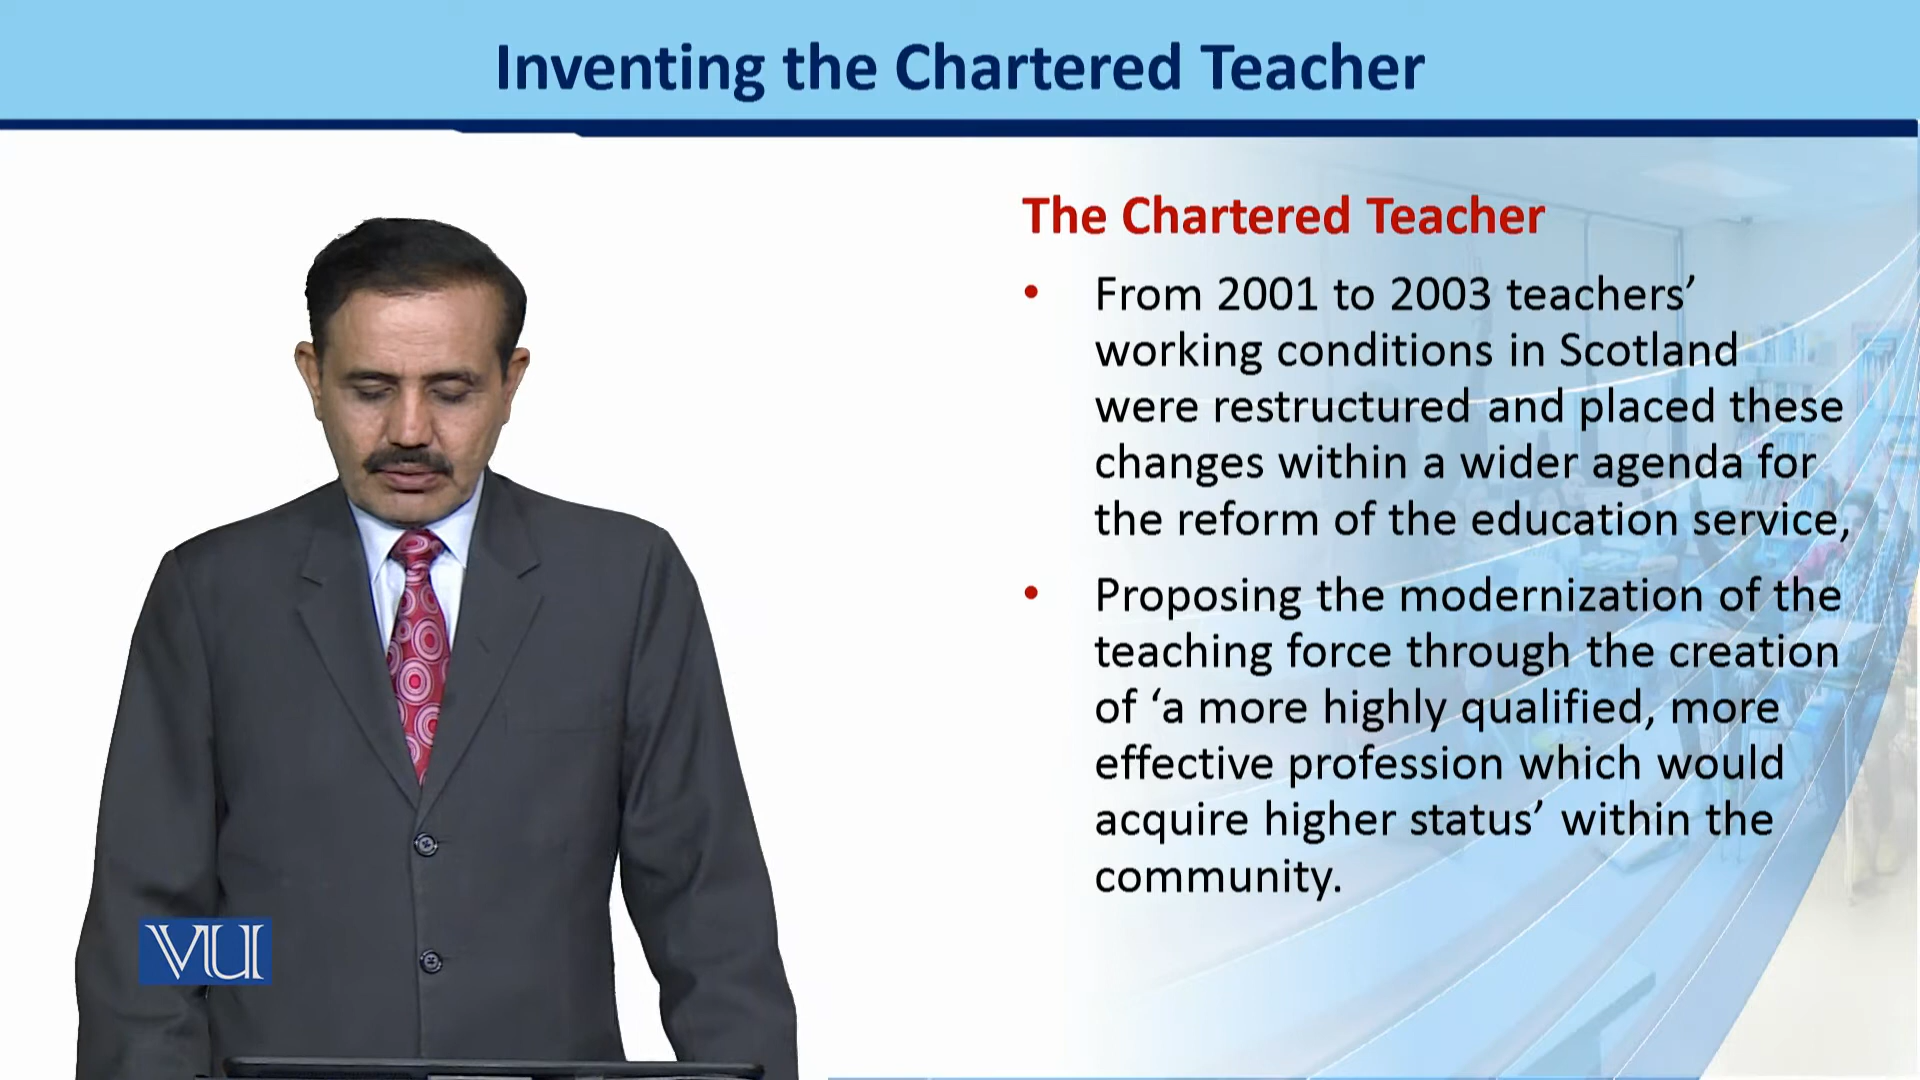 Inventing the Chartered Teacher
The Chartered Teacher
• From 2001 to 2003 teachers’
working conditions in Scotland
were restructured and placed these
changes within a wider agenda for
the reform of the education service,
• Proposing the modernization of the
teaching force through the creation
of ‘a more highly qualified, more
effective profession which would
acquire higher status’ within the
community.
VU